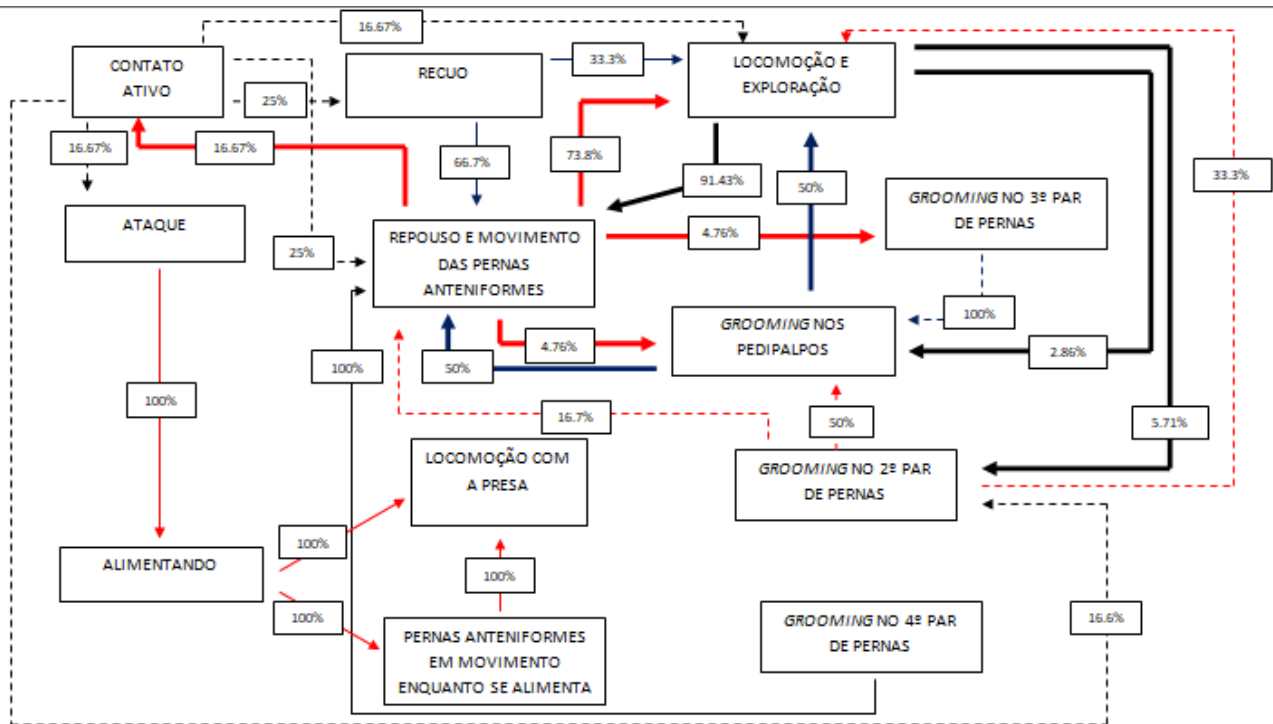 16.67%
CONTATO
ATIVO
RECUO
33.3%
LOCOMOÇÃO E
EXPLORAÇÃO
25%
16.67%
16.67%
66.7%
73.8%
91.43%
50%
33.3%
GROOMING NO 3º PAR
DE PERNAS
ATAQUE
REPOUSO E MOVIMENTO
DAS PERNAS
ANTENIFORMES
4.76%
25%
100%
GROOMING NOS
PEDIPALPOS
4.76%
2.86%
100%
50%
100%
16.7%
50%
5.71%
LOCOMOÇÃO COM
A PRESA
GROOMING NO 2º PAR
DE PERNAS
100%
ALIMENTANDO
100%
100%
PERNAS ANTENIFORMES
EM MOVIMENTO
ENQUANTO SE ALIMENTA
GROOMING NO 4º PAR
DE PERNAS
16.6%